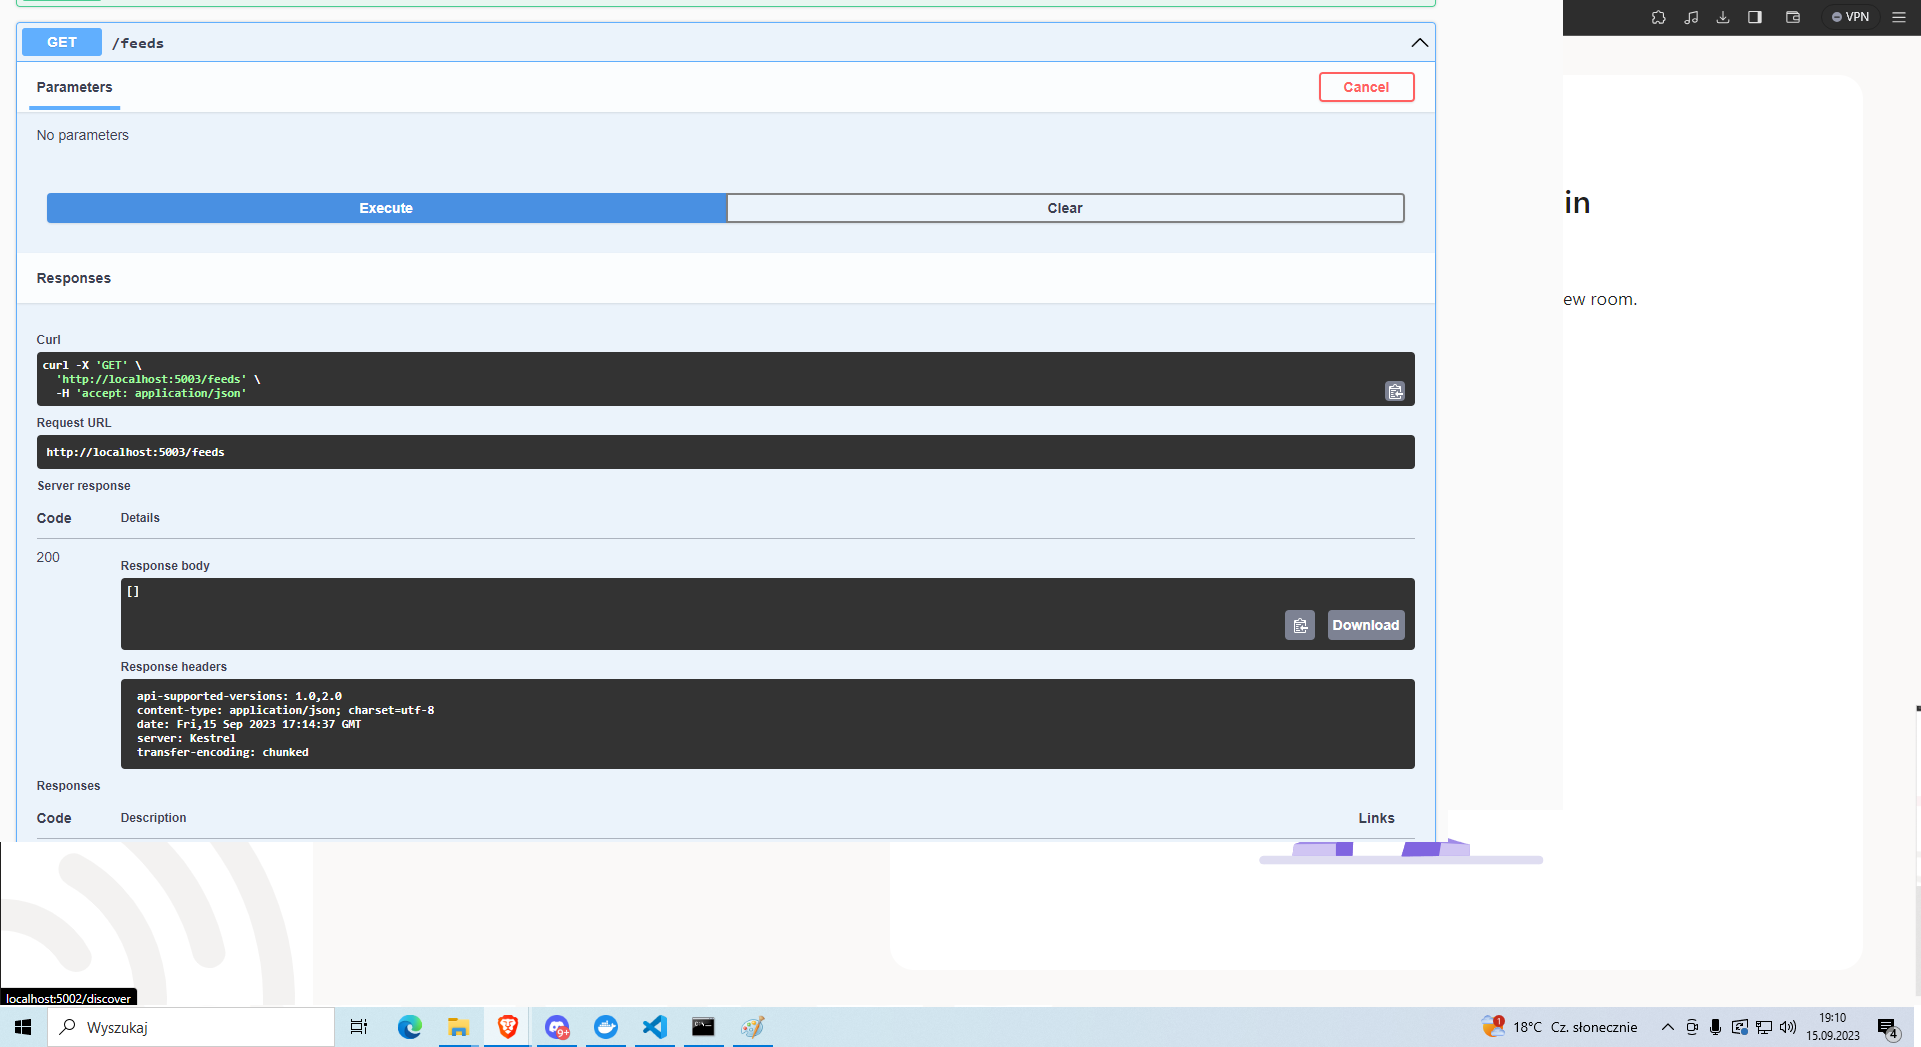 GET /feeds
VPN
Parameters
Cancel
No parameters
in
Execute
Clear
Responses
ew room.
Curl
curl -X 'GET' \
'http://localhost:5003/feeds' \
-H 'accept: application/json'
Request URL
http://localhost:5003/feeds
Server response
Code Details
200
Response body
[]
Download
Response headers
api-supported-versions: 1.0,2.0
content-type: application/json; charset=utf-8
date: Fri,15 Sep 2023 17:14:37 GMT
server: Kestrel
transfer-encoding: chunked
Responses
Code Description Links
localhost:5002/discover
Wyszukaj
9+
1
18°C Cz. słonecznie
19:10
15.09.2023
4